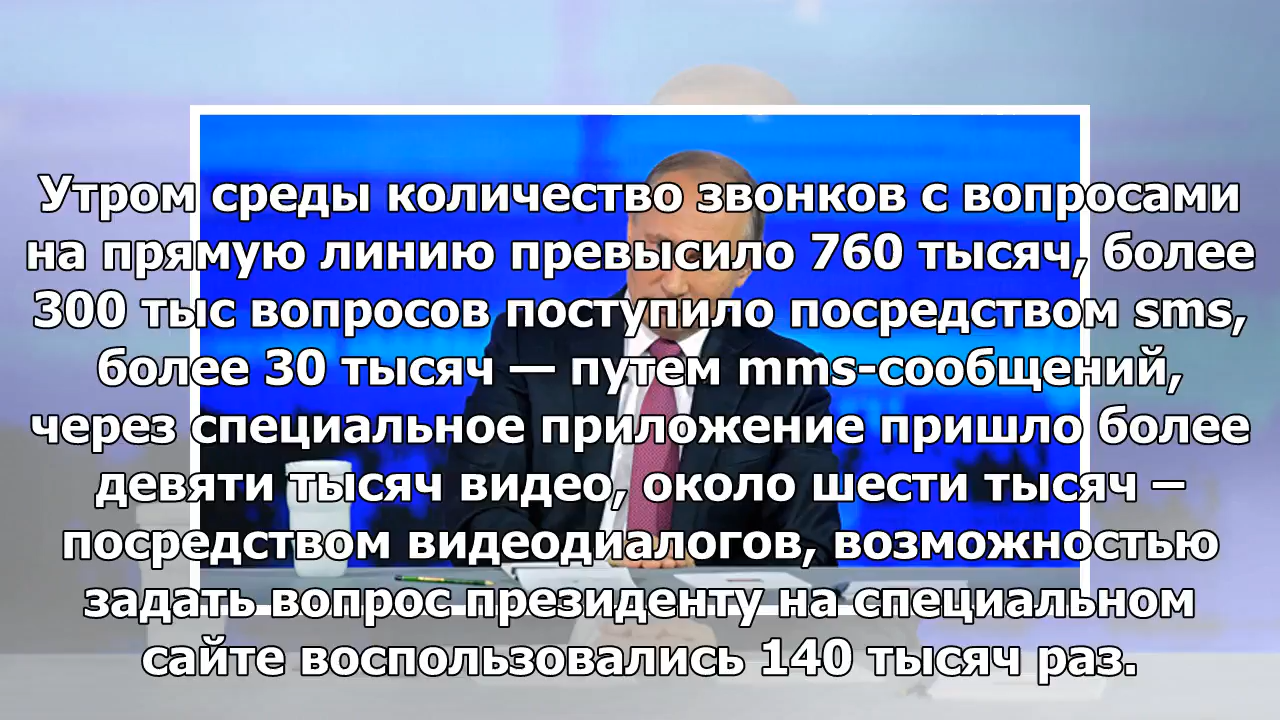 Утром среды количество звонков с вопросами
на прямую линию превысило 760 тысяч, более
300 тыс вопросов поступило посредством sms,
более 30 тысяч — путем mms-сообщений,
через специальное приложение пришло более
девяти тысяч видео, около шести тысяч –
посредством видеодиалогов, возможностью
задать вопрос президенту на специальном
сайте воспользовались 140 тысяч раз.